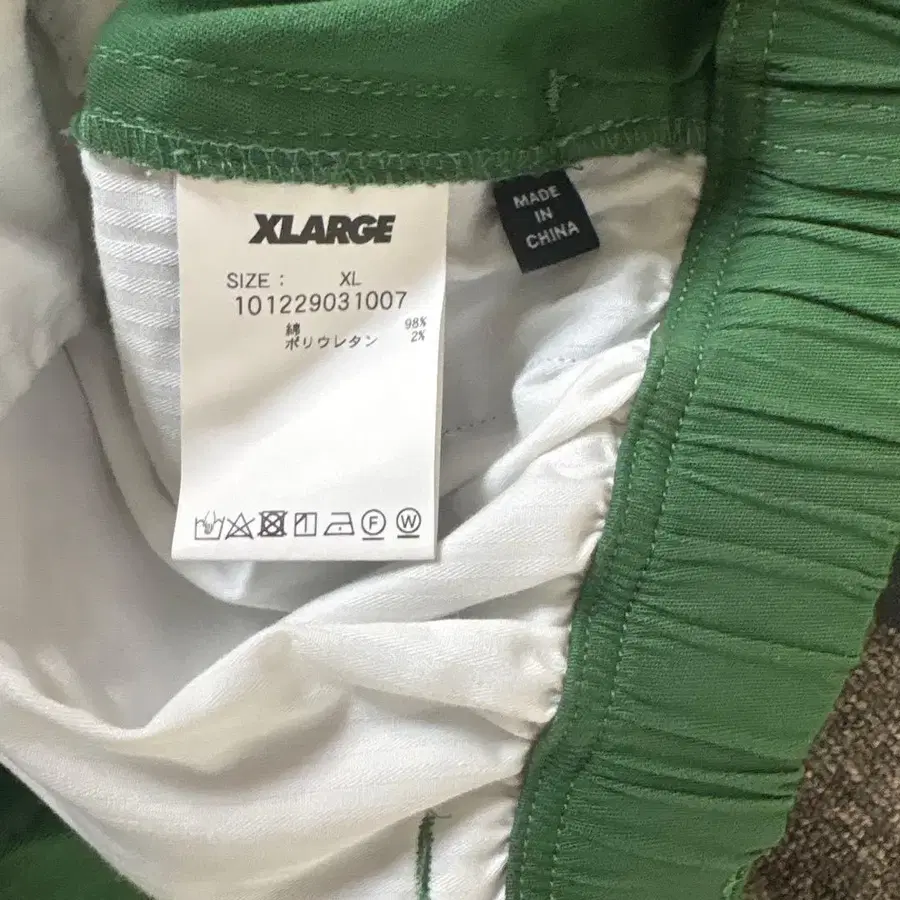 XLARGE
SIZE : XL
101229031007
綿 98%
ポリウレタン 2%
F W
MADE
IN
CHINA